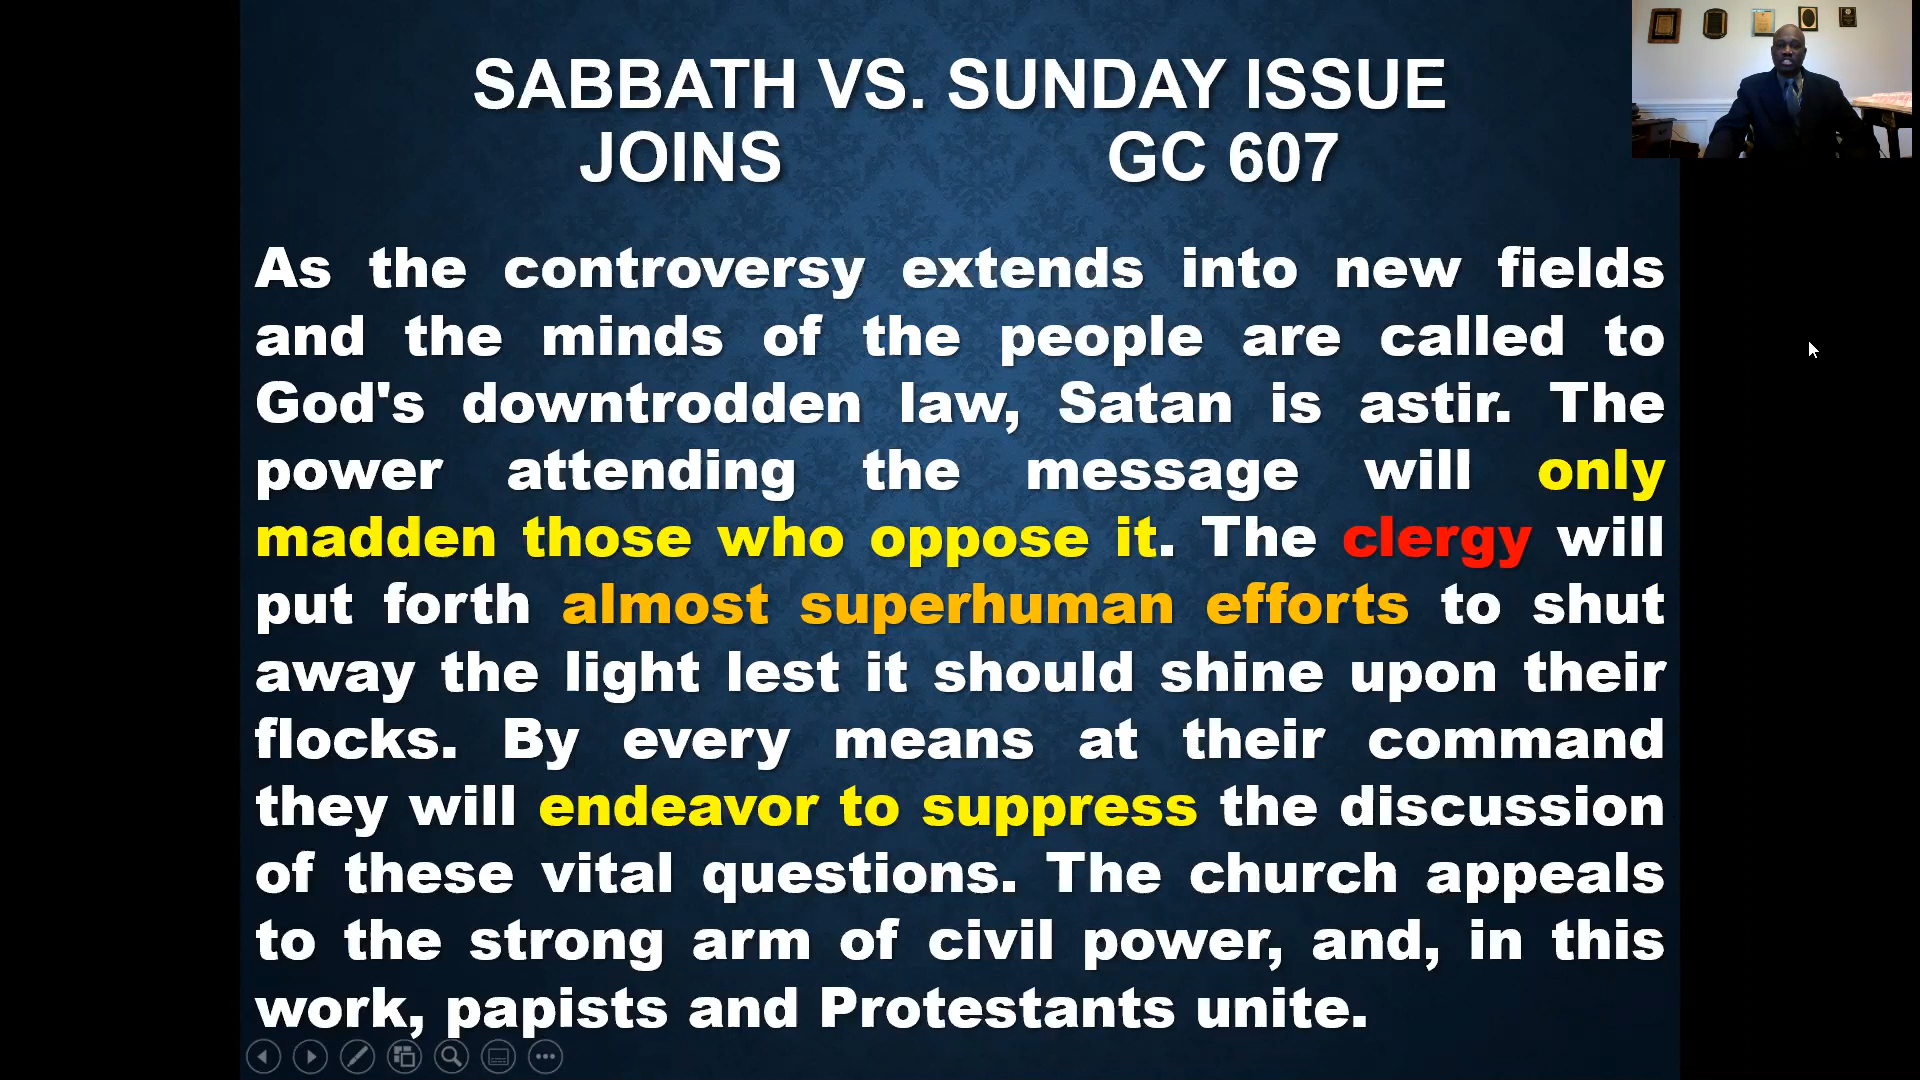 SABBATH VS. SUNDAY ISSUE
JOINS GC 607
As the controversy extends into new fields
and the minds of the people are called to
God's downtrodden law, Satan is astir. The
power attending the message will only
madden those who oppose it. The clergy will
put forth almost superhuman efforts to shut
away the light lest it should shine upon their
flocks. By every means at their command
they will endeavor to suppress the discussion
of these vital questions. The church appeals
to the strong arm of civil power, and, in this
work, papists and Protestants unite.